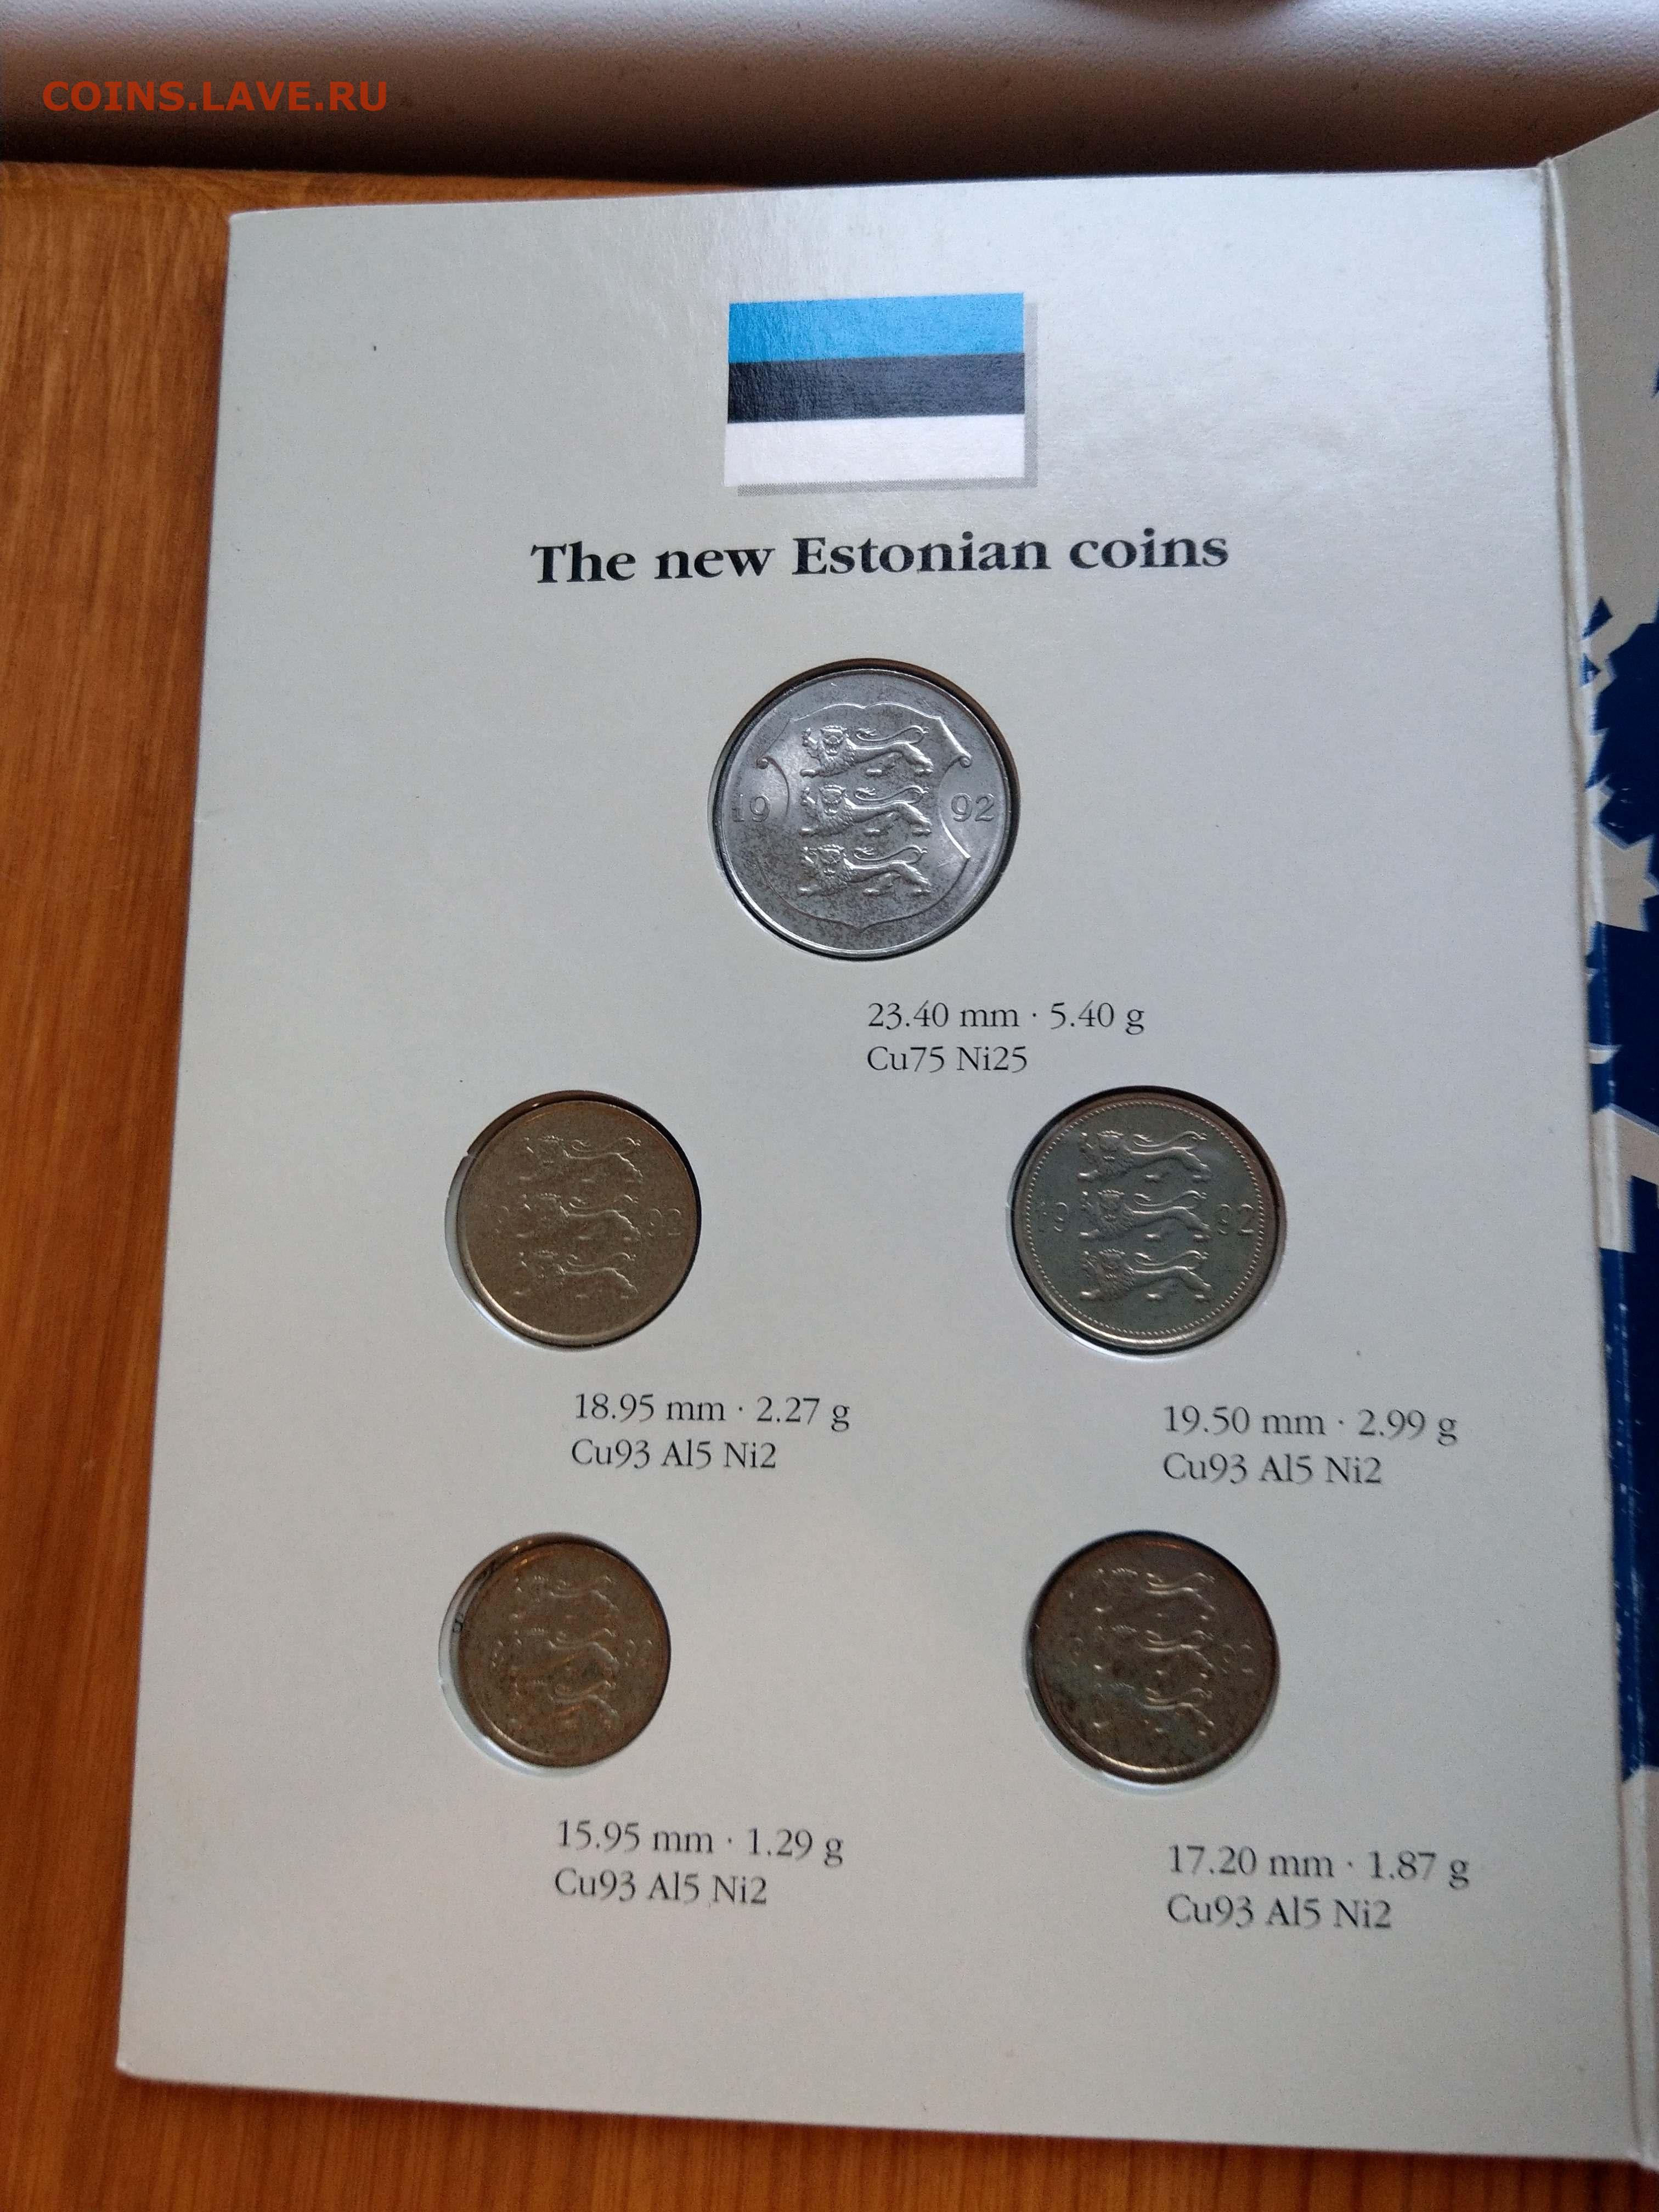 COINS.LAVE.RU
The new Estonian coins
19 92
23.40 mm · 5.40 g
Cu75 Ni25
19 92
19 92
18.95 mm · 2.27 g
Cu93 Al5 Ni2
19.50 mm · 2.99 g
Cu93 Al5 Ni2
15.95 mm · 1.29 g
Cu93 Al5 Ni2
17.20 mm · 1.87 g
Cu93 Al5 Ni2